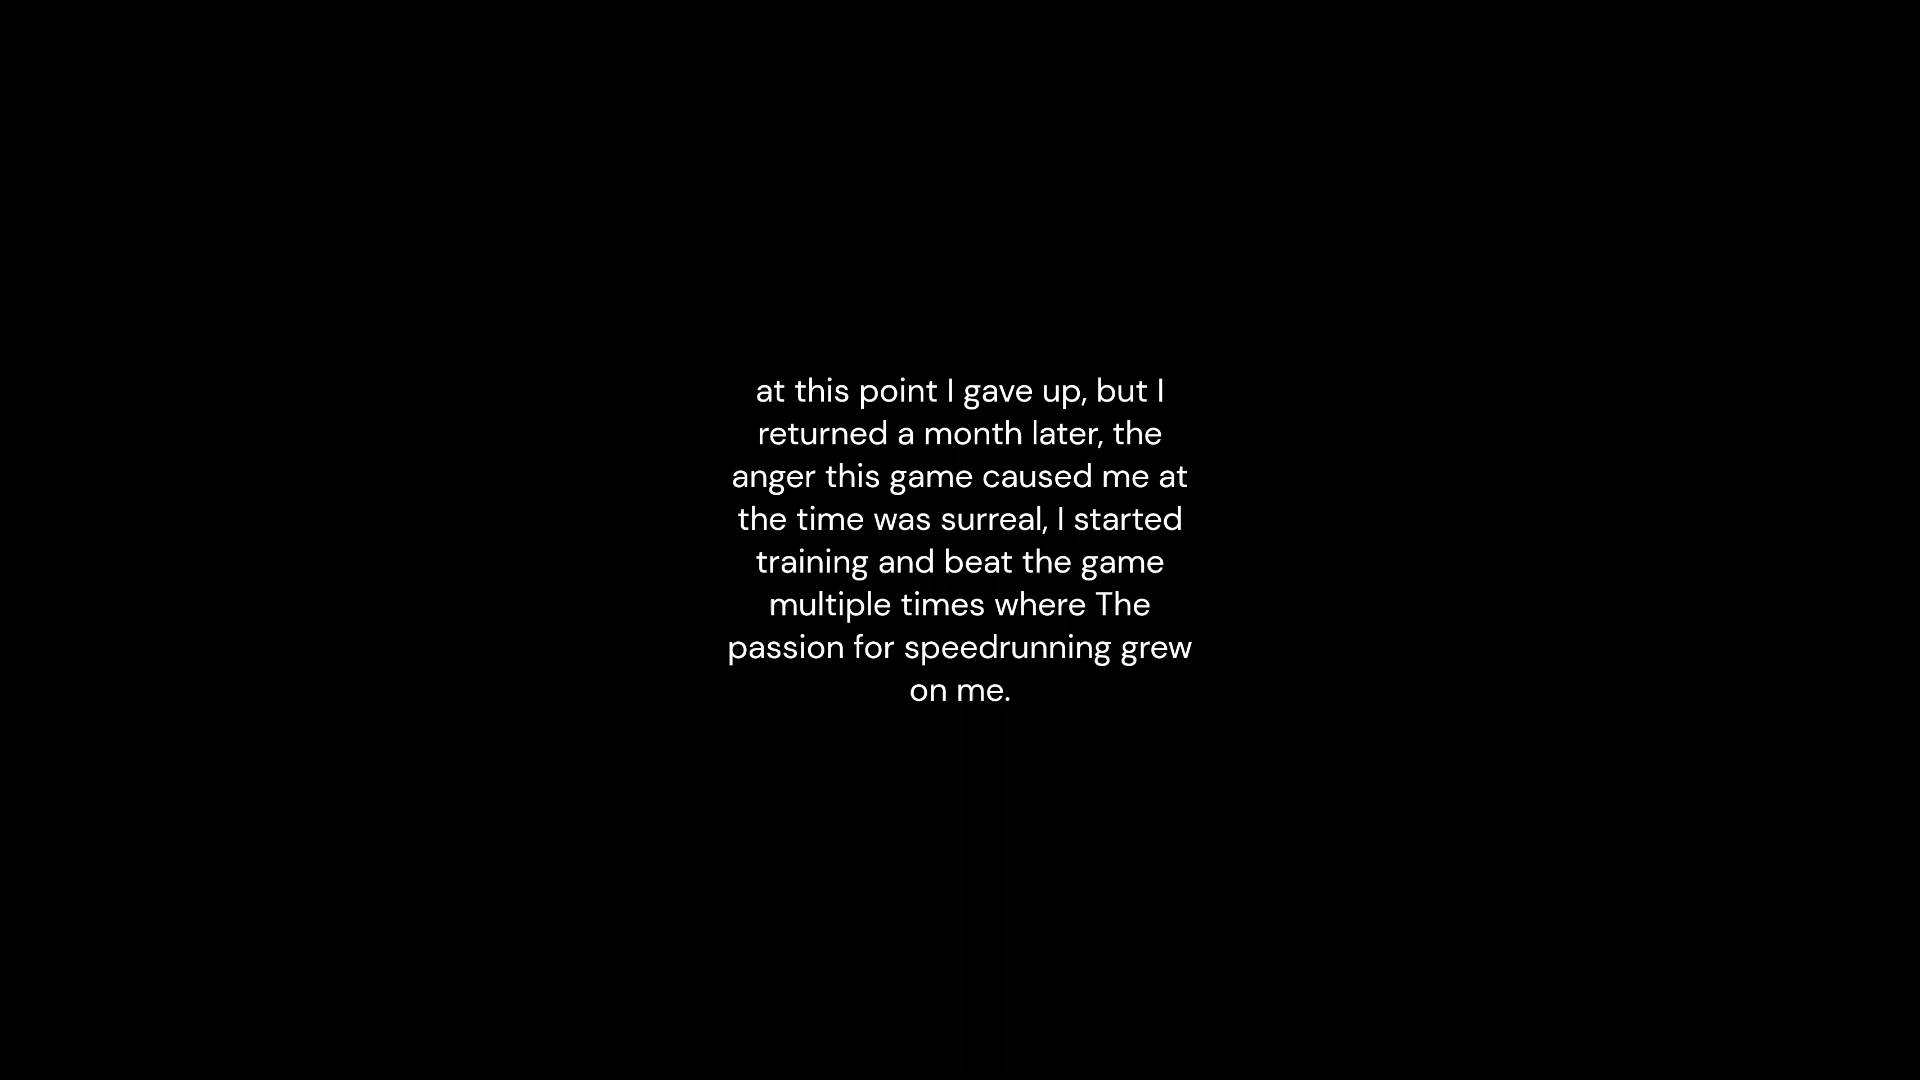 at this point I gave up, but I
returned a month later, the
anger this game caused me at
the time was surreal, I started
training and beat the game
multiple times where The
passion for speedrunning grew
on me.